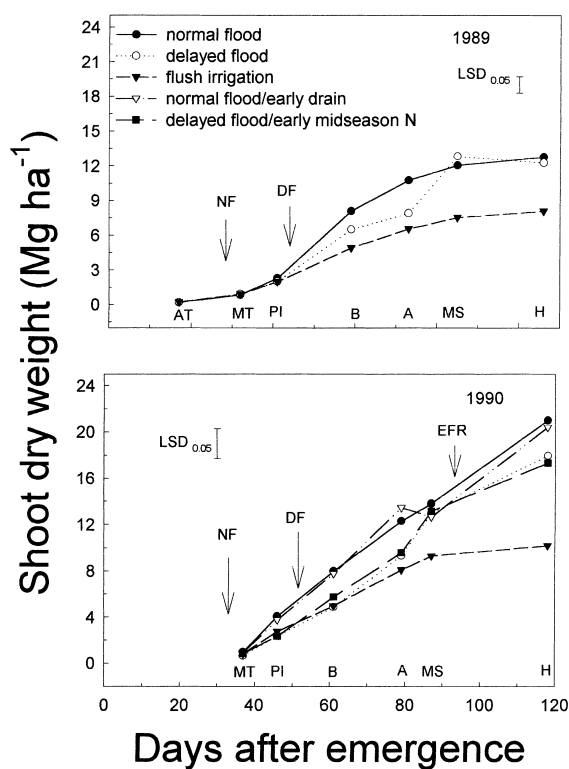 Shoot dry weight (Mg ha⁻¹)
24
21
18
15
12
9
6
3
0
normal flood
delayed flood
flush irrigation
normal flood/early drain
delayed flood/early midseason N
1989
LSD 0.05
NF
DF
AT MT PI B A MS H
24
20
16
12
8
4
0
1990
LSD 0.05
EFR
NF
DF
MT PI B A MS H
0 20 40 60 80 100 120
Days after emergence